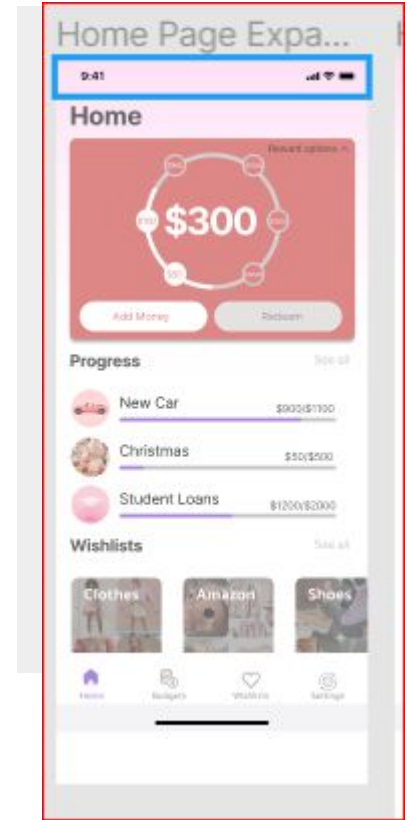 Home Page Expa...
9:41
Home
Reward options
$300
Add Money Redeem
Progress See all
New Car $900/$1100
Christmas $50/$500
Student Loans $1200/$2000
Wishlists See all
Clothes Amazon Shoes
Home Budgets Wishlists Settings